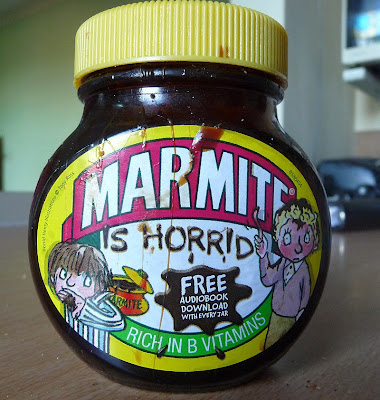 MARMITE®
IS HORRID
FREE
AUDIOBOOK
DOWNLOAD
WITH EVERY JAR
MARMITE
RICH IN B VITAMINS